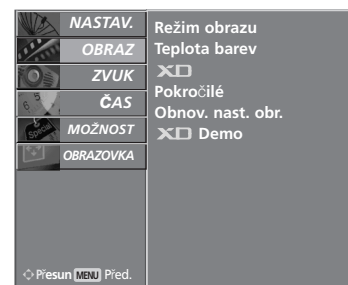 NASTAV.
OBRAZ
ZVUK
ČAS
MOŽNOST
OBRAZOVKA
Přesun MENU Před.
Režim obrazu
Teplota barev
XD
Pokročilé
Obnov. nast. obr.
XD Demo